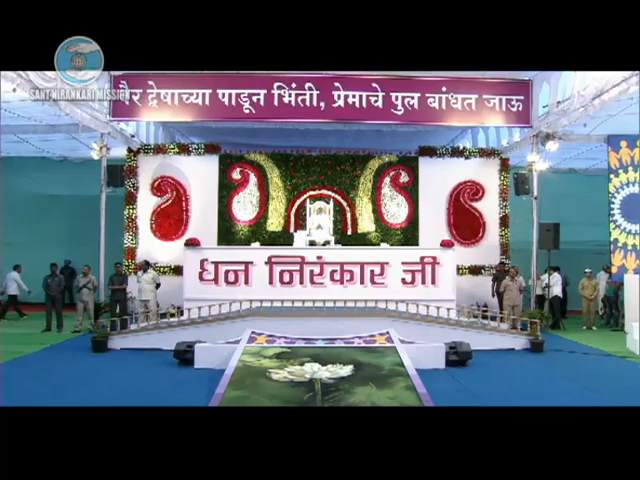 SANT NIRANKARI MISSION
वैर द्वेषाच्या पाडून भिंती, प्रेमाचे पुल बांधत जाऊ
धन निरंकार जी